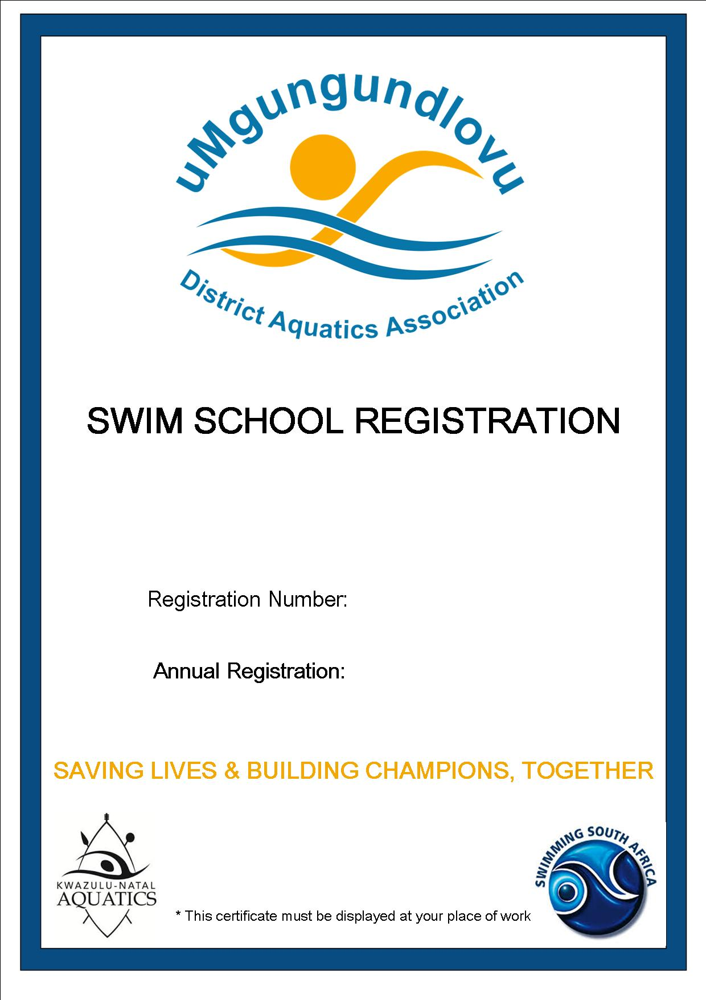 uMgungundlovu
District Aquatics Association
SWIM SCHOOL REGISTRATION
Registration Number:
Annual Registration:
SAVING LIVES & BUILDING CHAMPIONS, TOGETHER
KWAZULU-NATAL
AQUATICS
* This certificate must be displayed at your place of work
SWIMMING SOUTH AFRICA